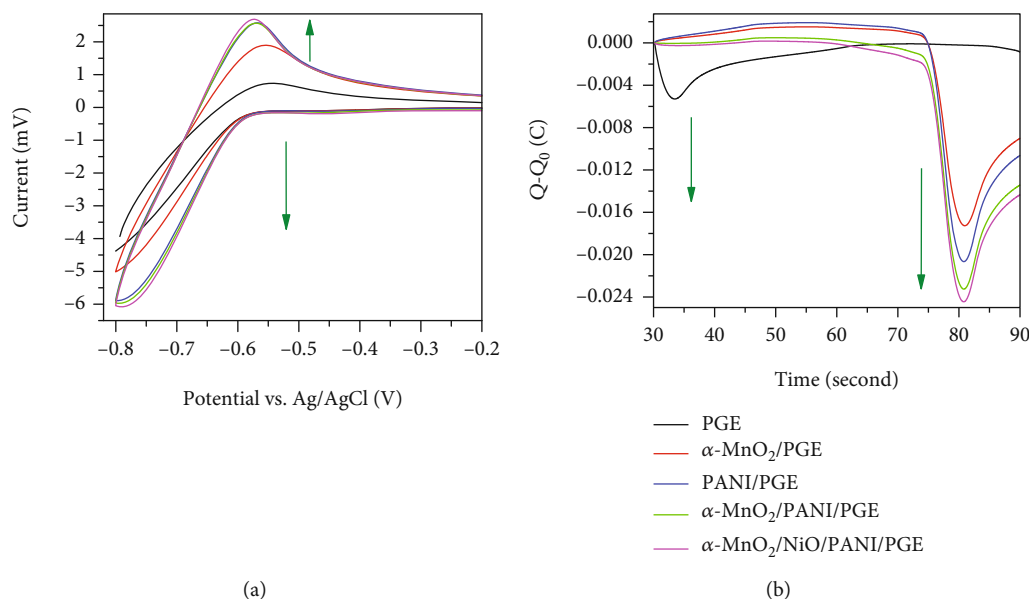 2
1
0
−1
−2
−3
−4
−5
−6
Current (mV)
−0.8 −0.7 −0.6 −0.5 −0.4 −0.3 −0.2
Potential vs. Ag/AgCl (V)
(a)
0.000
−0.004
−0.008
−0.012
−0.016
−0.020
−0.024
Q-Q₀ (C)
30 40 50 60 70 80 90
Time (second)
PGE
α-MnO₂/PGE
PANI/PGE
α-MnO₂/PANI/PGE
α-MnO₂/NiO/PANI/PGE
(b)